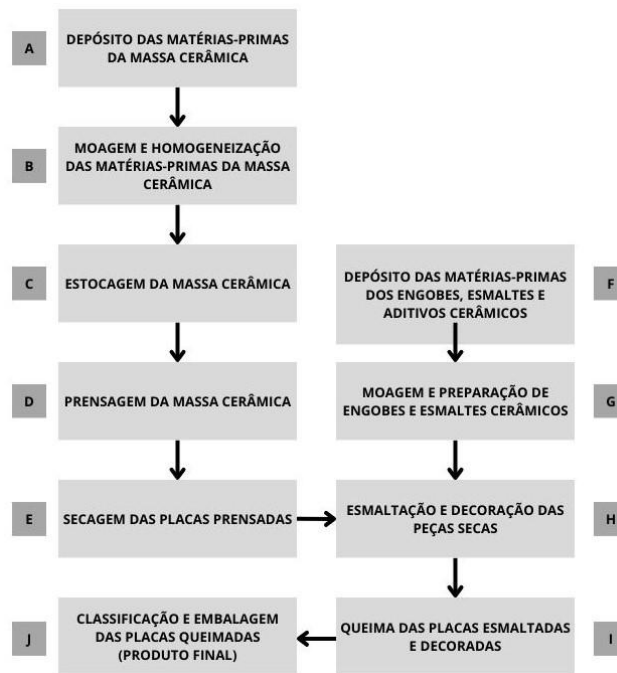 A
DEPÓSITO DAS MATÉRIAS-PRIMAS
DA MASSA CERÂMICA
B
MOAGEM E HOMOGENEIZAÇÃO
DAS MATÉRIAS-PRIMAS DA MASSA
CERÂMICA
C
ESTOCAGEM DA MASSA CERÂMICA
D
PRENSAGEM DA MASSA CERÂMICA
E
SECAGEM DAS PLACAS PRENSADAS
DEPÓSITO DAS MATÉRIAS-PRIMAS
DOS ENGOBES, ESMALTES E
ADITIVOS CERÂMICOS
F
MOAGEM E PREPARAÇÃO DE
ENGOBES E ESMALTES CERÂMICOS
G
ESMALTAÇÃO E DECORAÇÃO DAS
PEÇAS SECAS
H
QUEIMA DAS PLACAS ESMALTADAS
E DECORADAS
I
J
CLASSIFICAÇÃO E EMBALAGEM
DAS PLACAS QUEIMADAS
(PRODUTO FINAL)